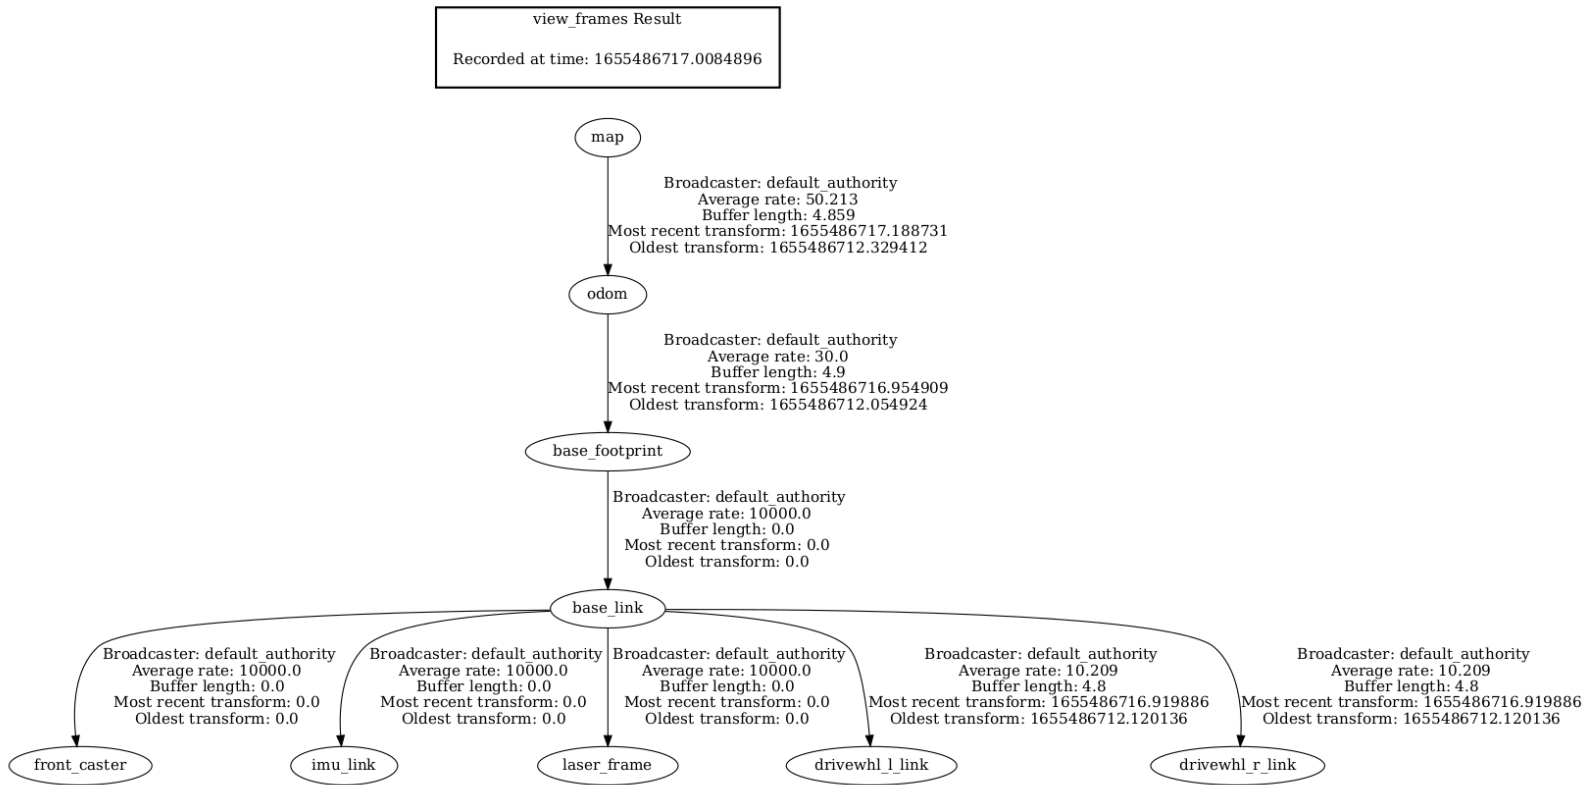 view_frames Result
Recorded at time: 1655486717.0084896
map
Broadcaster: default_authority
Average rate: 50.213
Buffer length: 4.859
Most recent transform: 1655486717.188731
Oldest transform: 1655486712.329412
odom
Broadcaster: default_authority
Average rate: 30.0
Buffer length: 4.9
Most recent transform: 1655486716.954909
Oldest transform: 1655486712.054924
base_footprint
Broadcaster: default_authority
Average rate: 10000.0
Buffer length: 0.0
Most recent transform: 0.0
Oldest transform: 0.0
base_link
Broadcaster: default_authority
Average rate: 10000.0
Buffer length: 0.0
Most recent transform: 0.0
Oldest transform: 0.0
Broadcaster: default_authority
Average rate: 10000.0
Buffer length: 0.0
Most recent transform: 0.0
Oldest transform: 0.0
Broadcaster: default_authority
Average rate: 10000.0
Buffer length: 0.0
Most recent transform: 0.0
Oldest transform: 0.0
Broadcaster: default_authority
Average rate: 10.209
Buffer length: 4.8
Most recent transform: 1655486716.919886
Oldest transform: 1655486712.120136
Broadcaster: default_authority
Average rate: 10.209
Buffer length: 4.8
Most recent transform: 1655486716.919886
Oldest transform: 1655486712.120136
front_caster
imu_link
laser_frame
drivewhl_l_link
drivewhl_r_link